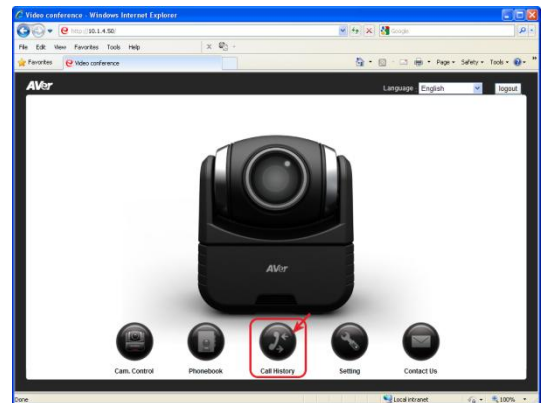 Video conference - Windows Internet Explorer
http://10.1.4.50/
Google
File Edit View Favorites Tools Help
Favorites Video conference
Page Safety Tools
AVer
Language : English logout
AVer
Cam. Control Phonebook Call History Setting Contact Us
Done Local intranet 100%